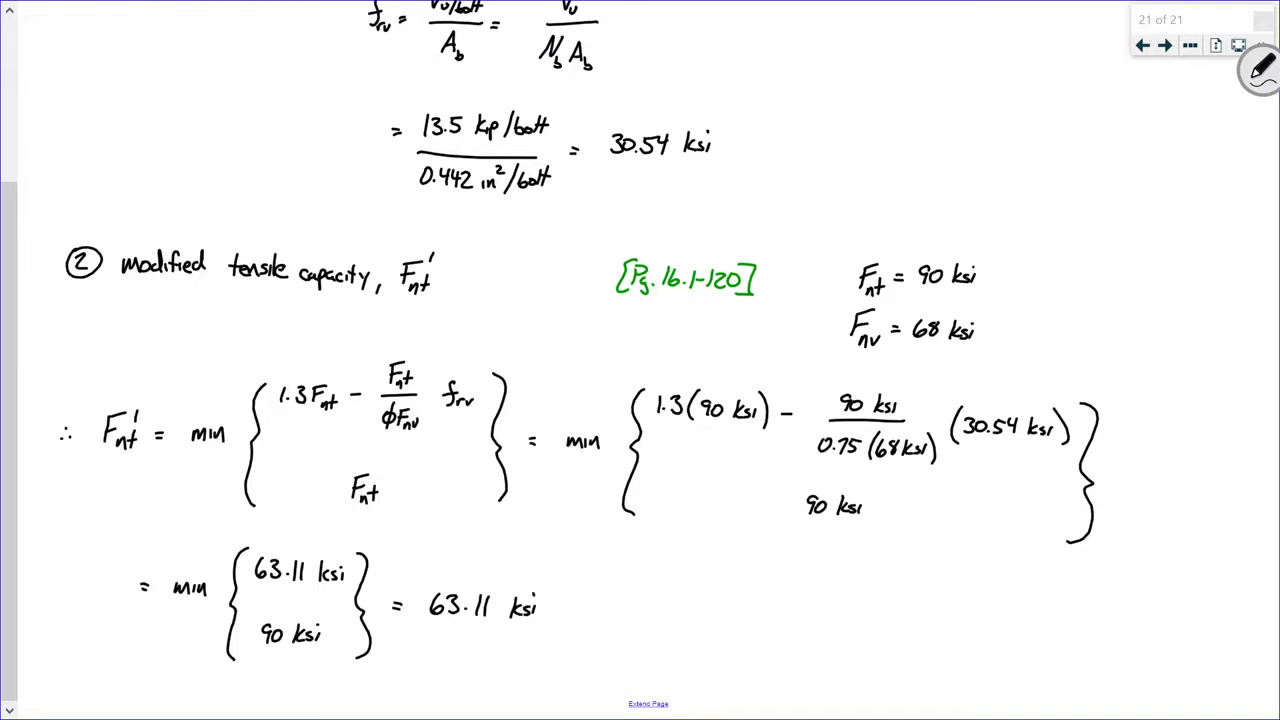 21 of 21
f_rv = V_u/bolt / A_b = V_u / N_b A_b
= 13.5 kip/bolt / 0.442 in²/bolt = 30.54 ksi
② modified tensile capacity, F_nt' [Pg. 16.1-120] F_nt = 90 ksi
F_nv = 68 ksi
∴ F_nt' = min { 1.3F_nt - F_nt / ϕF_nv f_rv } = min { 1.3(90 ksi) - 90 ksi / 0.75(68 ksi) (30.54 ksi) }
F_nt 90 ksi
= min { 63.11 ksi } = 63.11 ksi
90 ksi
Extend Page